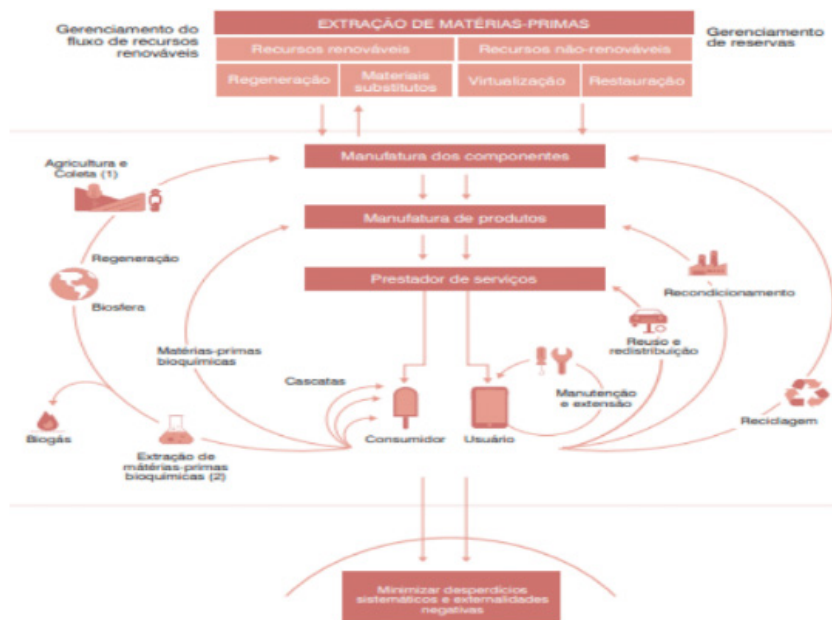 Gerenciamento do
fluxo de recursos
renováveis
EXTRAÇÃO DE MATÉRIAS-PRIMAS
Gerenciamento
de reservas
Recursos renováveis
Recursos não-renováveis
Regeneração
Materiais
substitutos
Virtualização
Restauração
Agricultura e
Coleta (1)
Manufatura dos componentes
Manufatura de produtos
Regeneração
Prestador de serviços
Recondicionamento
Biosfera
Matérias-primas
bioquímicas
Reuso e
redistribuição
Cascatas
Manutenção
e extensão
Biogás
Consumidor
Usuário
Reciclagem
Extração de
mátérias-primas
bioquímicas (2)
Minimizar desperdícios
sistemáticos e externalidades
negativas